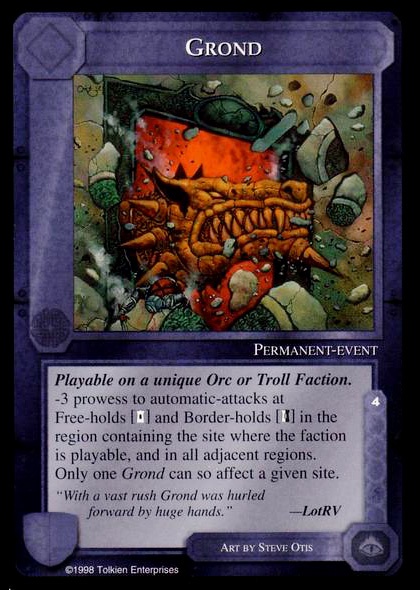 GROND
PERMANENT-EVENT
Playable on a unique Orc or Troll Faction.
-3 prowess to automatic-attacks at
Free-holds [] and Border-holds [] in the
region containing the site where the faction
is playable, and in all adjacent regions.
Only one Grond can so affect a given site.
4
“With a vast rush Grond was hurled
forward by huge hands.” —LotRV
ART BY STEVE OTIS
©1998 Tolkien Enterprises